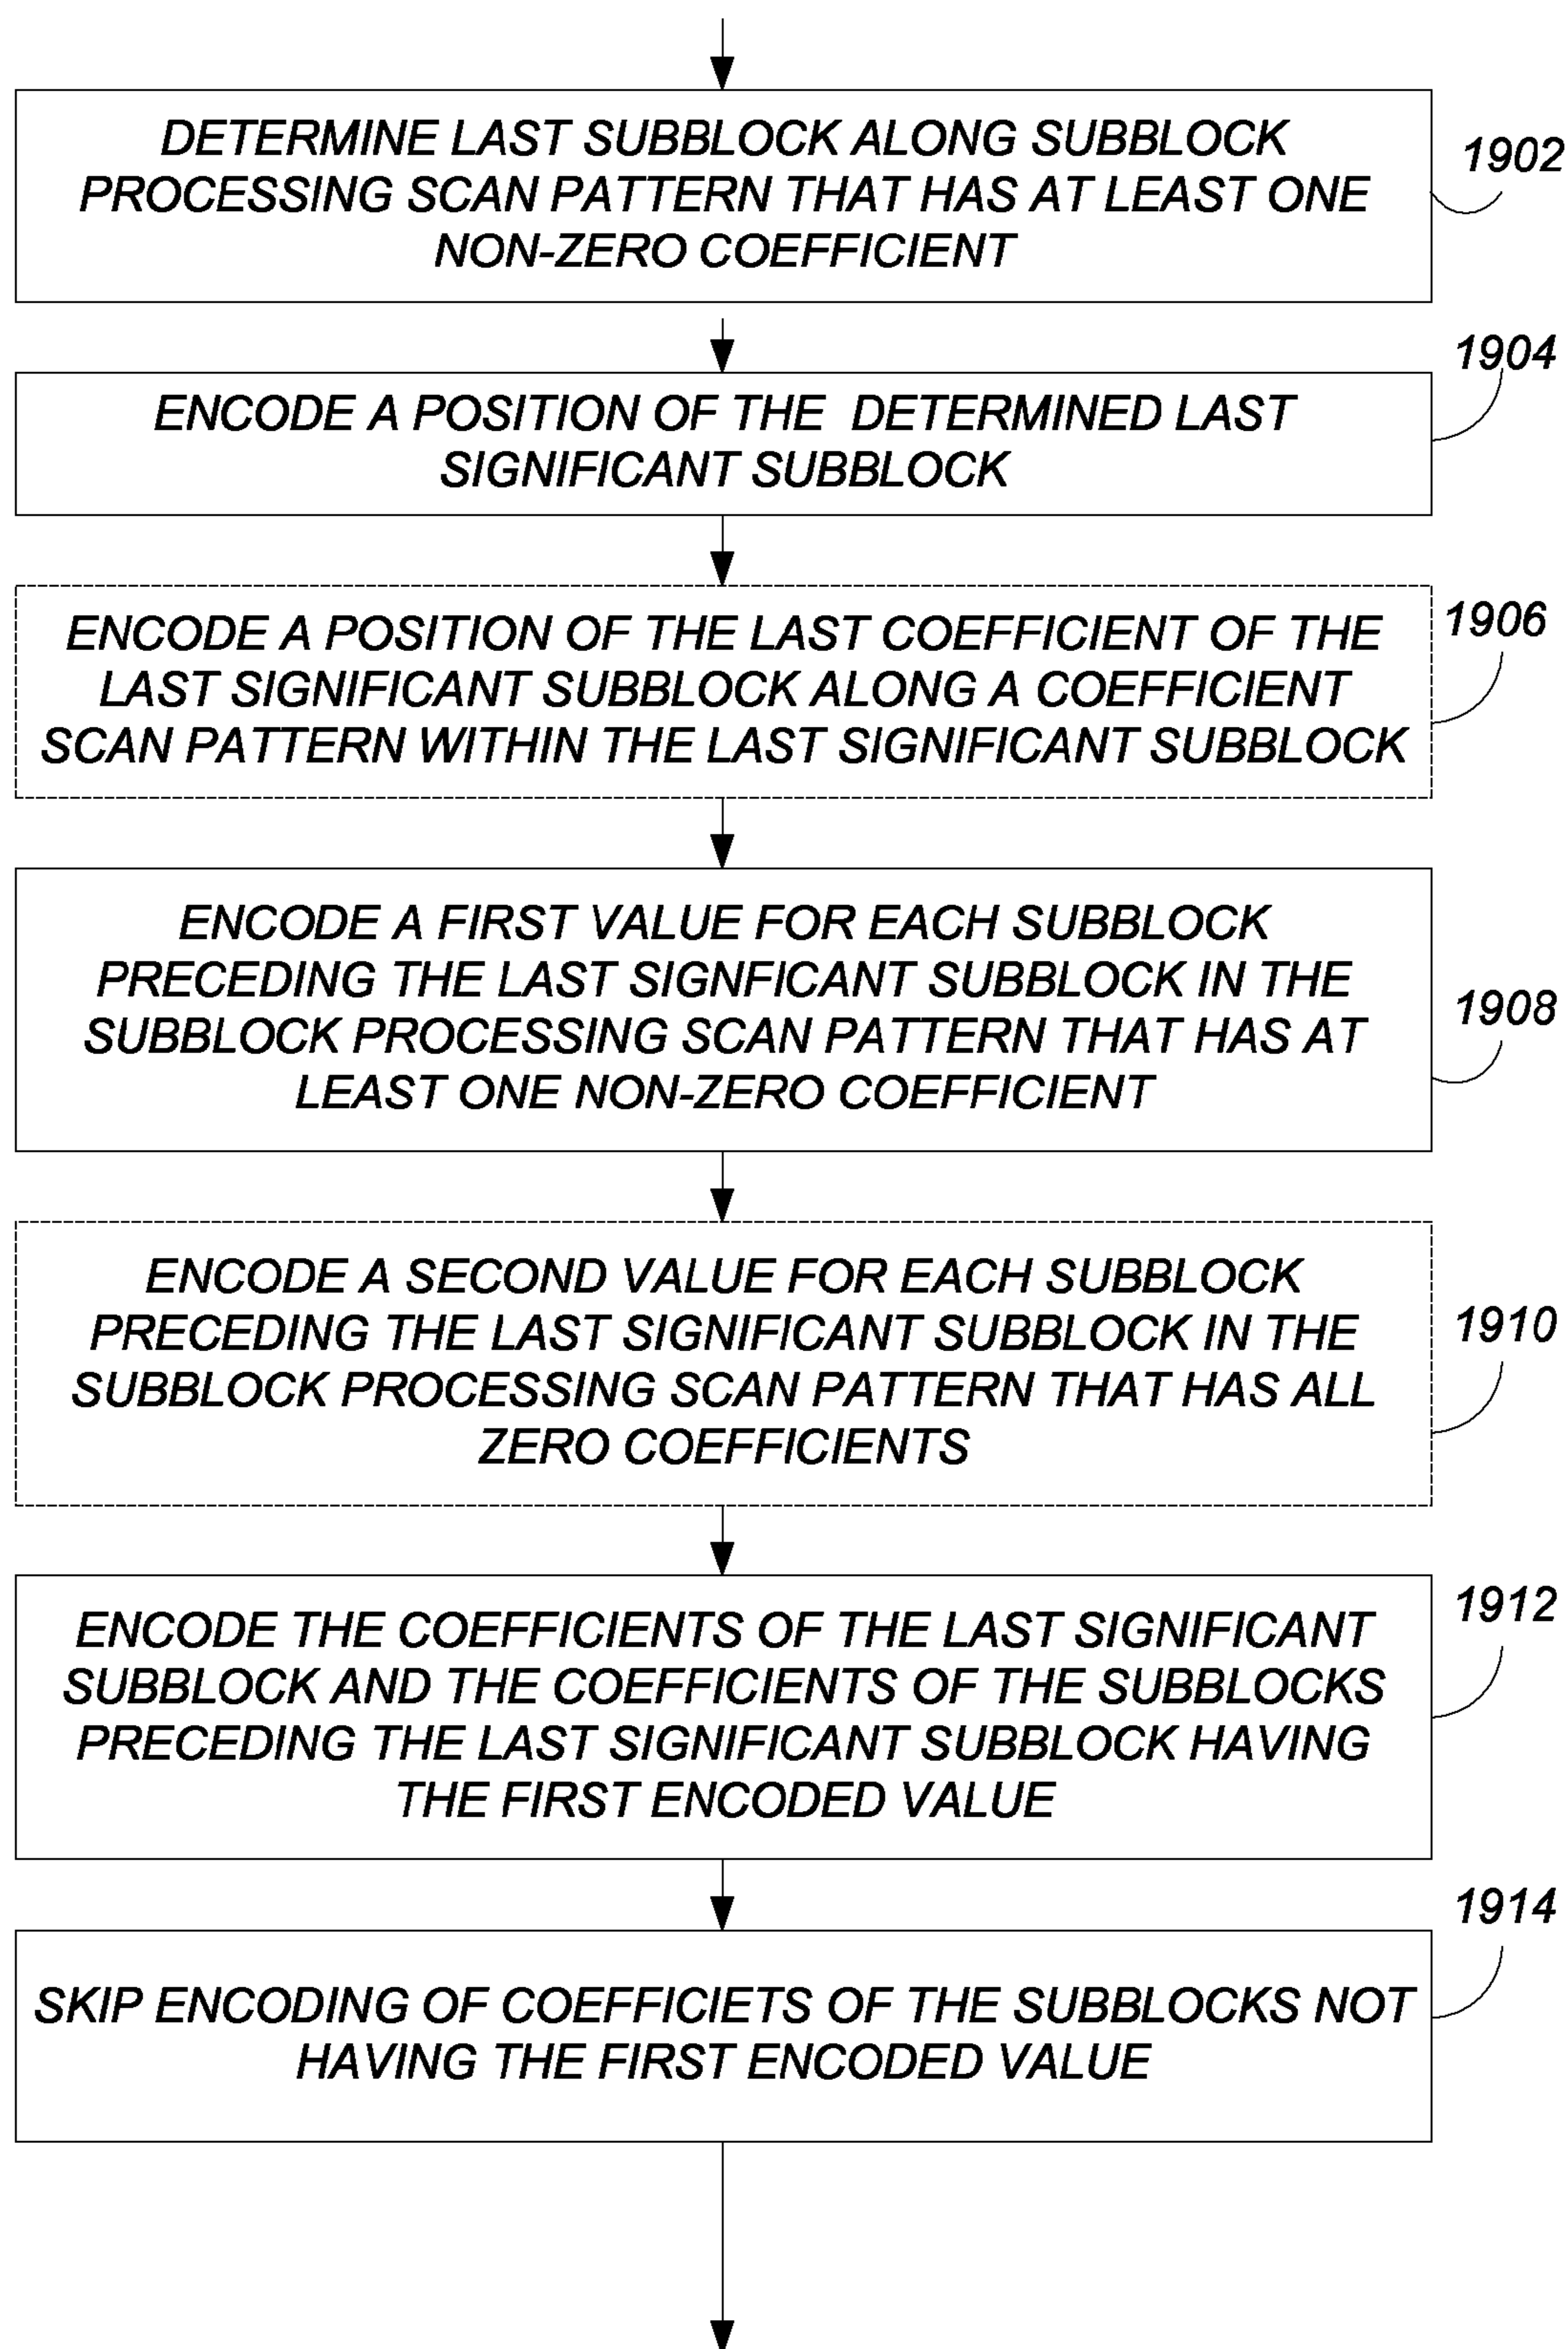 DETERMINE LAST SUBBLOCK ALONG SUBBLOCK
PROCESSING SCAN PATTERN THAT HAS AT LEAST ONE
NON-ZERO COEFFICIENT
1902
ENCODE A POSITION OF THE DETERMINED LAST
SIGNIFICANT SUBBLOCK
1904
ENCODE A POSITION OF THE LAST COEFFICIENT OF THE
LAST SIGNIFICANT SUBBLOCK ALONG A COEFFICIENT
SCAN PATTERN WITHIN THE LAST SIGNIFICANT SUBBLOCK
1906
ENCODE A FIRST VALUE FOR EACH SUBBLOCK
PRECEDING THE LAST SIGNFICANT SUBBLOCK IN THE
SUBBLOCK PROCESSING SCAN PATTERN THAT HAS AT
LEAST ONE NON-ZERO COEFFICIENT
1908
ENCODE A SECOND VALUE FOR EACH SUBBLOCK
PRECEDING THE LAST SIGNIFICANT SUBBLOCK IN THE
SUBBLOCK PROCESSING SCAN PATTERN THAT HAS ALL
ZERO COEFFICIENTS
1910
ENCODE THE COEFFICIENTS OF THE LAST SIGNIFICANT
SUBBLOCK AND THE COEFFICIENTS OF THE SUBBLOCKS
PRECEDING THE LAST SIGNIFICANT SUBBLOCK HAVING
THE FIRST ENCODED VALUE
1912
SKIP ENCODING OF COEFFICIETS OF THE SUBBLOCKS NOT
HAVING THE FIRST ENCODED VALUE
1914